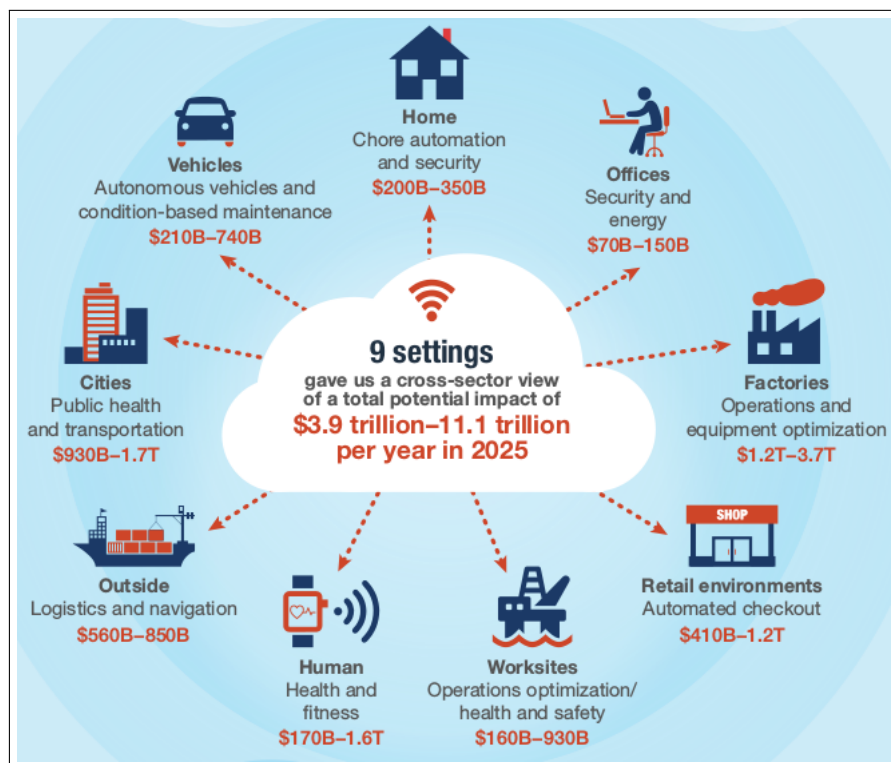 Home
Chore automation
and security
$200B–350B
Vehicles
Autonomous vehicles and
condition-based maintenance
$210B–740B
Offices
Security and
energy
$70B–150B
9 settings
gave us a cross-sector view
of a total potential impact of
$3.9 trillion–11.1 trillion
per year in 2025
Cities
Public health
and transportation
$930B–1.7T
Factories
Operations and
equipment optimization
$1.2T–3.7T
Outside
Logistics and navigation
$560B–850B
SHOP
Retail environments
Automated checkout
$410B–1.2T
Human
Health and
fitness
$170B–1.6T
Worksites
Operations optimization/
health and safety
$160B–930B